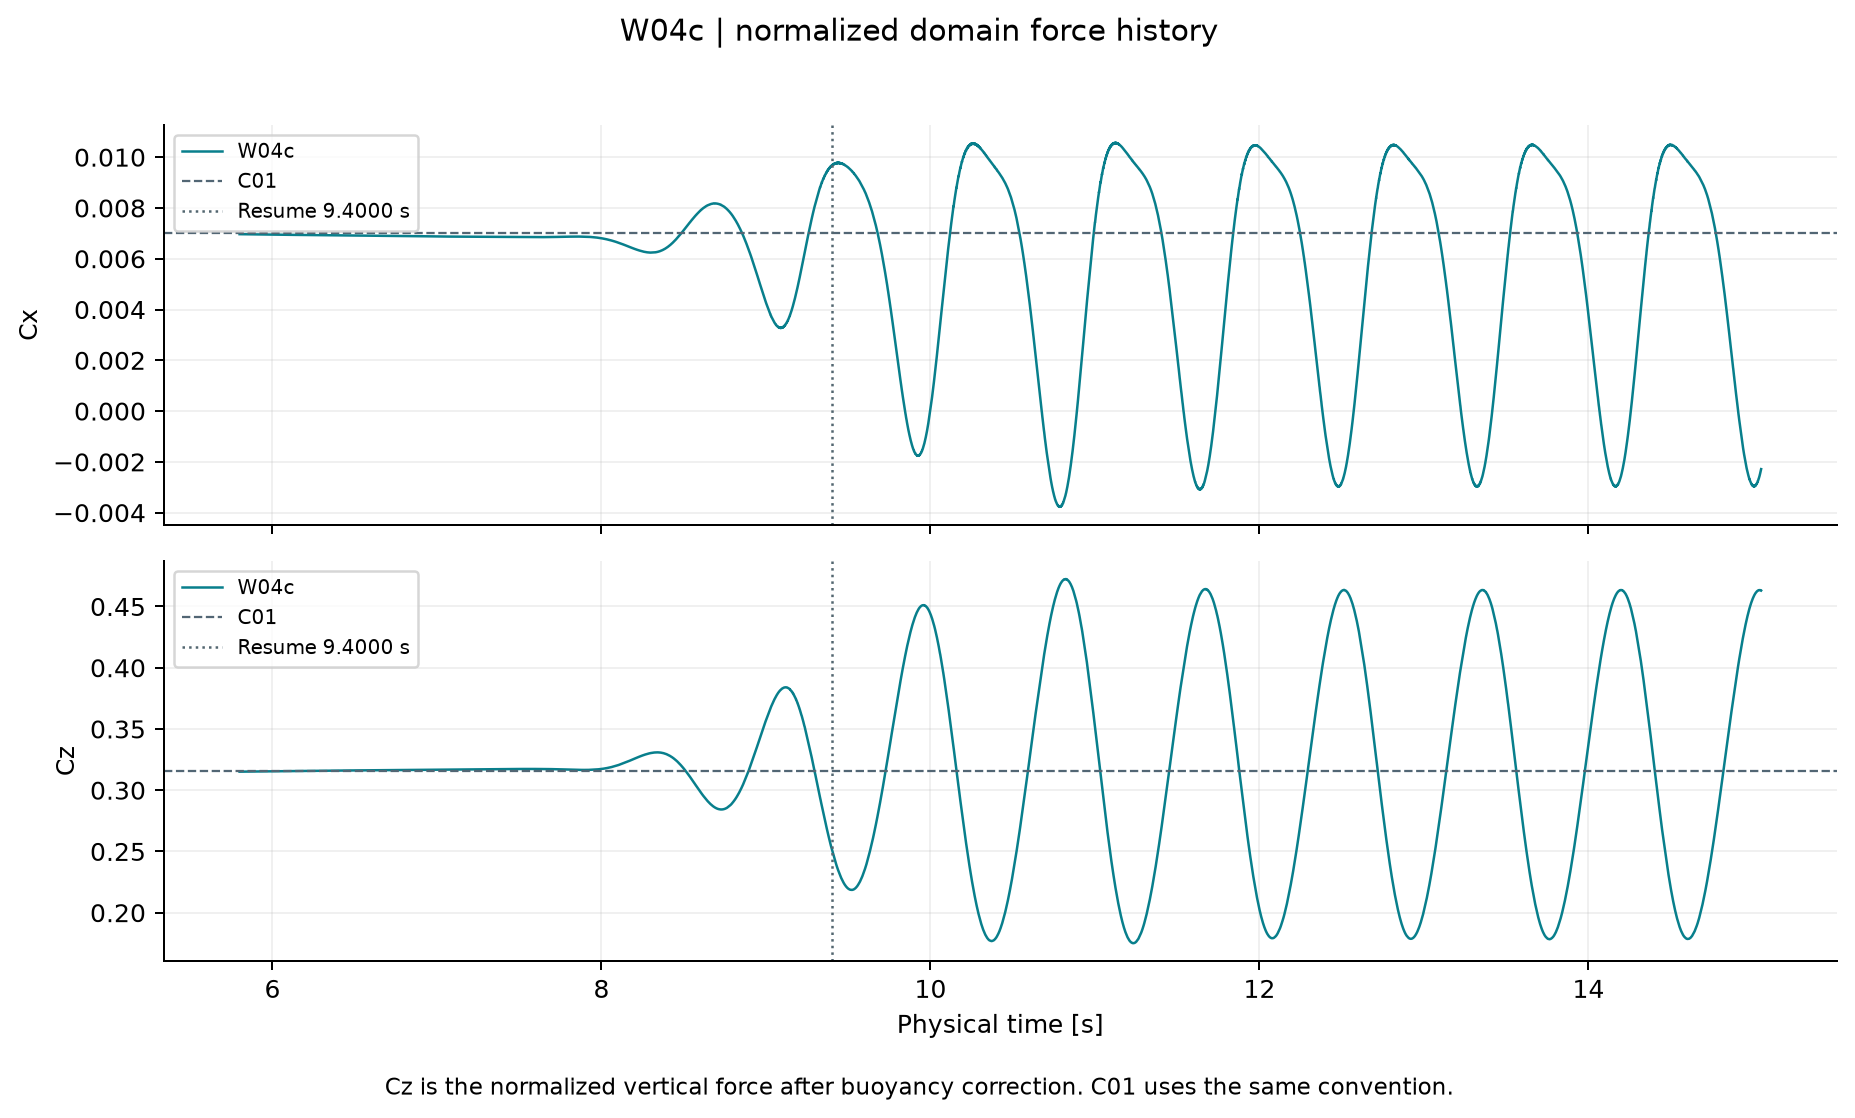 W04c | normalized domain force history
W04c
C01
Resume 9.4000 s
0.010
0.008
0.006
0.004
0.002
0.000
−0.002
−0.004
Cx
W04c
C01
Resume 9.4000 s
0.45
0.40
0.35
0.30
0.25
0.20
Cz
6 8 10 12 14
Physical time [s]
Cz is the normalized vertical force after buoyancy correction. C01 uses the same convention.